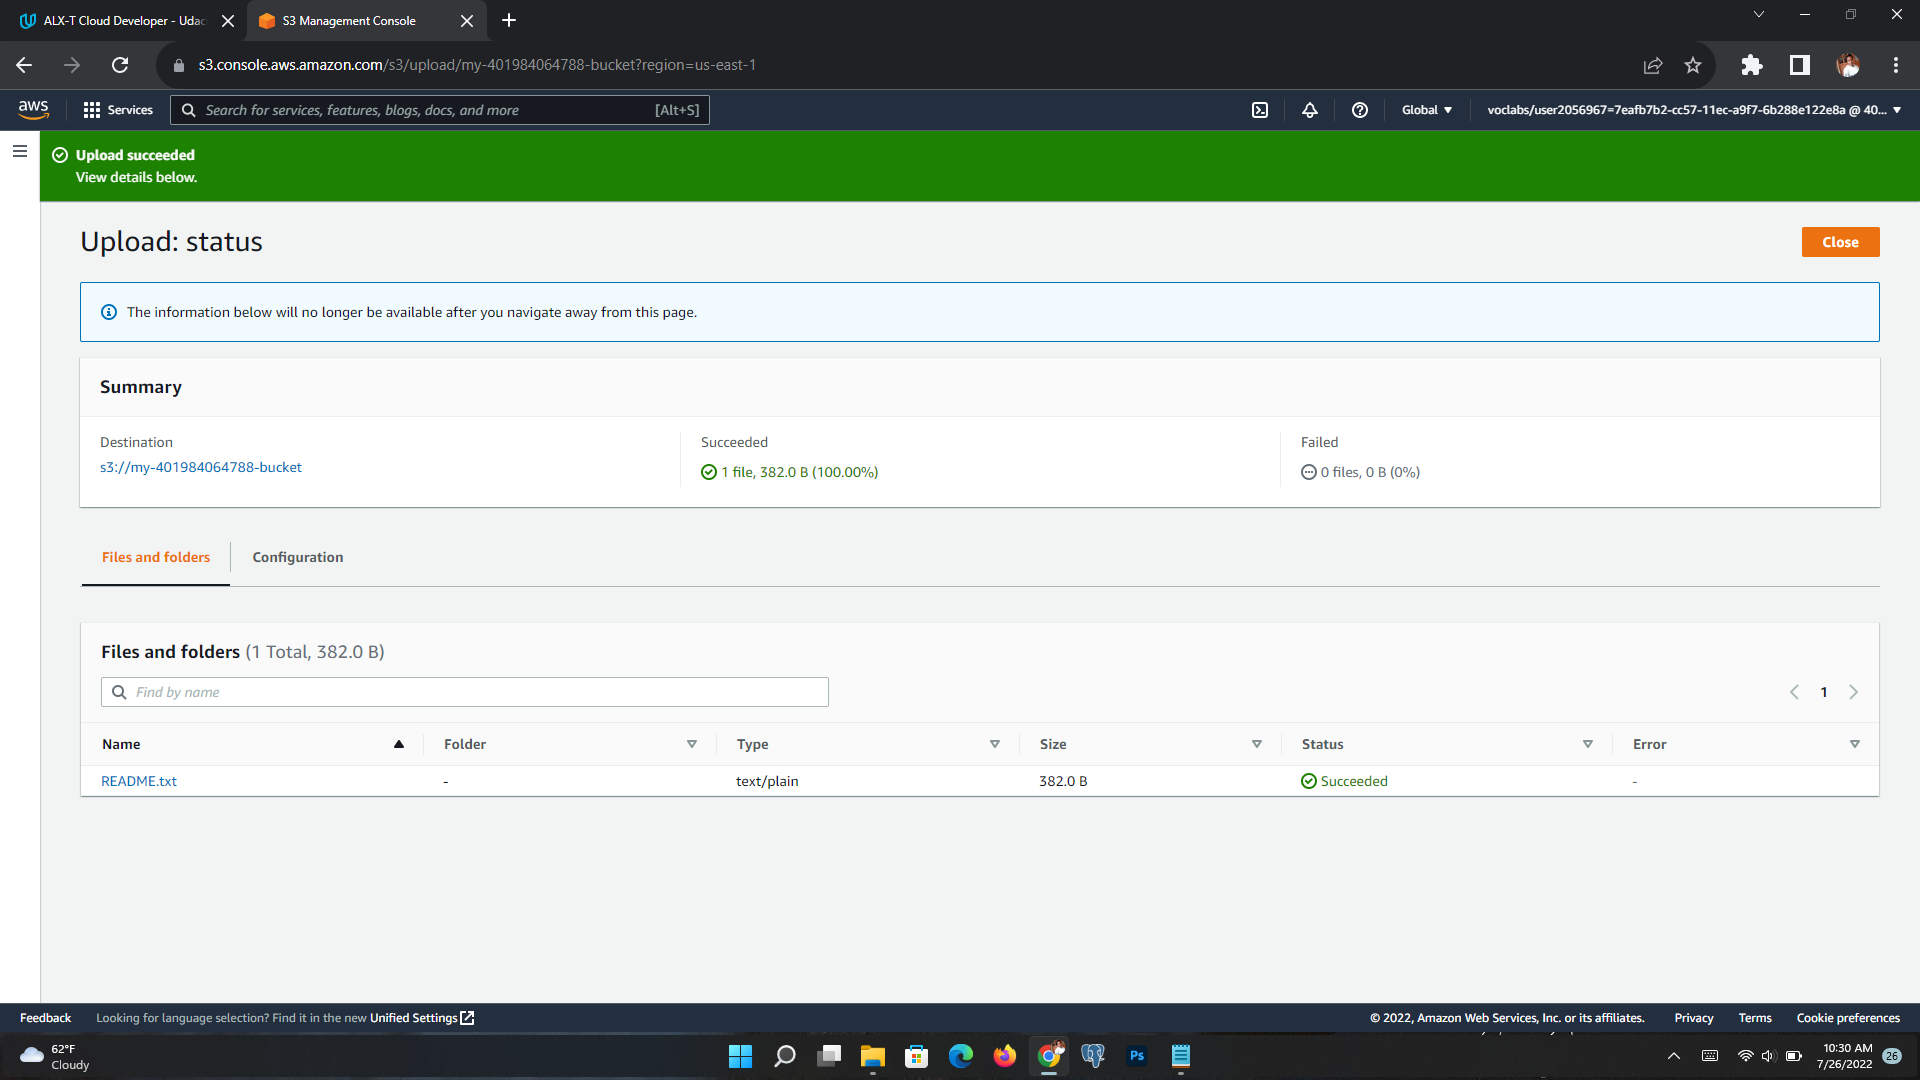 ALX-T Cloud Developer - Udac
S3 Management Console
s3.console.aws.amazon.com/s3/upload/my-401984064788-bucket?region=us-east-1
aws
Services
Search for services, features, blogs, docs, and more
[Alt+S]
Global
voclabs/user2056967=7eafb7b2-cc57-11ec-a9f7-6b288e122e8a @ 40...
Upload succeeded
View details below.
Upload: status
Close
The information below will no longer be available after you navigate away from this page.
Summary
Destination
s3://my-401984064788-bucket
Succeeded
1 file, 382.0 B (100.00%)
Failed
0 files, 0 B (0%)
Files and folders
Configuration
Files and folders (1 Total, 382.0 B)
Find by name
1
Name Folder Type Size Status Error
README.txt - text/plain 382.0 B Succeeded -
Feedback
Looking for language selection? Find it in the new Unified Settings
© 2022, Amazon Web Services, Inc. or its affiliates.
Privacy
Terms
Cookie preferences
62°F
Cloudy
Ps
10:30 AM
7/26/2022
26